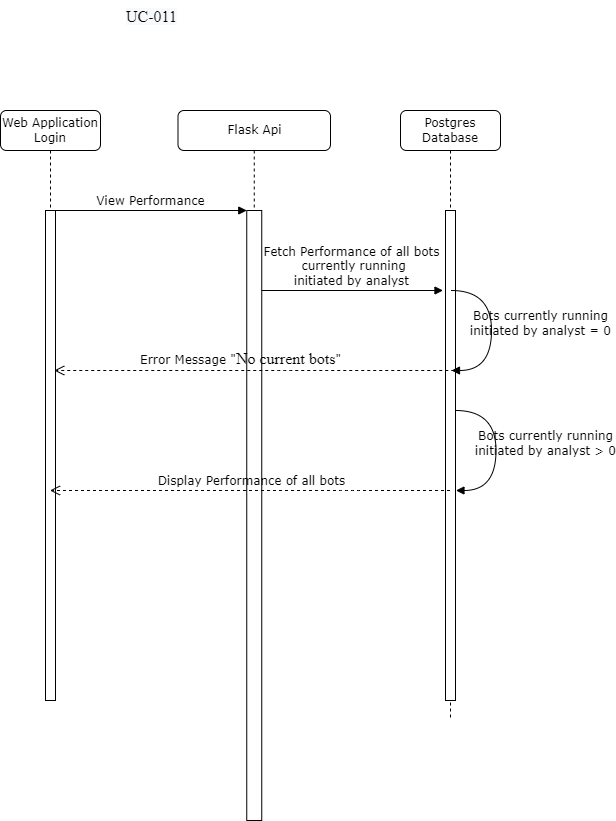 UC-011
Web Application
Login
Flask Api
Postgres
Database
View Performance
Fetch Performance of all bots
currently running
initiated by analyst
Bots currently running
initiated by analyst = 0
Error Message "No current bots"
Bots currently running
initiated by analyst > 0
Display Performance of all bots